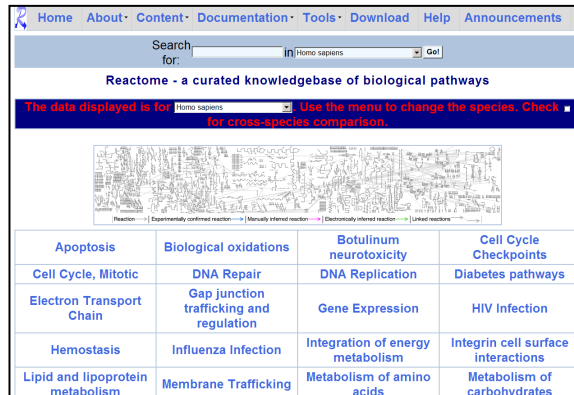 Home About Content Documentation Tools Download Help Announcements
Search for: in Homo sapiens Go!
Reactome - a curated knowledgebase of biological pathways
The data displayed is for Homo sapiens . Use the menu to change the species. Check
for cross-species comparison.
Reaction Experimentally confirmed reaction Manually inferred reaction Electronically inferred reaction Linked reactions
Apoptosis Biological oxidations Botulinum neurotoxicity Cell Cycle Checkpoints
Cell Cycle, Mitotic DNA Repair DNA Replication Diabetes pathways
Electron Transport Chain Gap junction trafficking and regulation Gene Expression HIV Infection
Hemostasis Influenza Infection Integration of energy metabolism Integrin cell surface interactions
Lipid and lipoprotein metabolism Membrane Trafficking Metabolism of amino acids Metabolism of carbohydrates